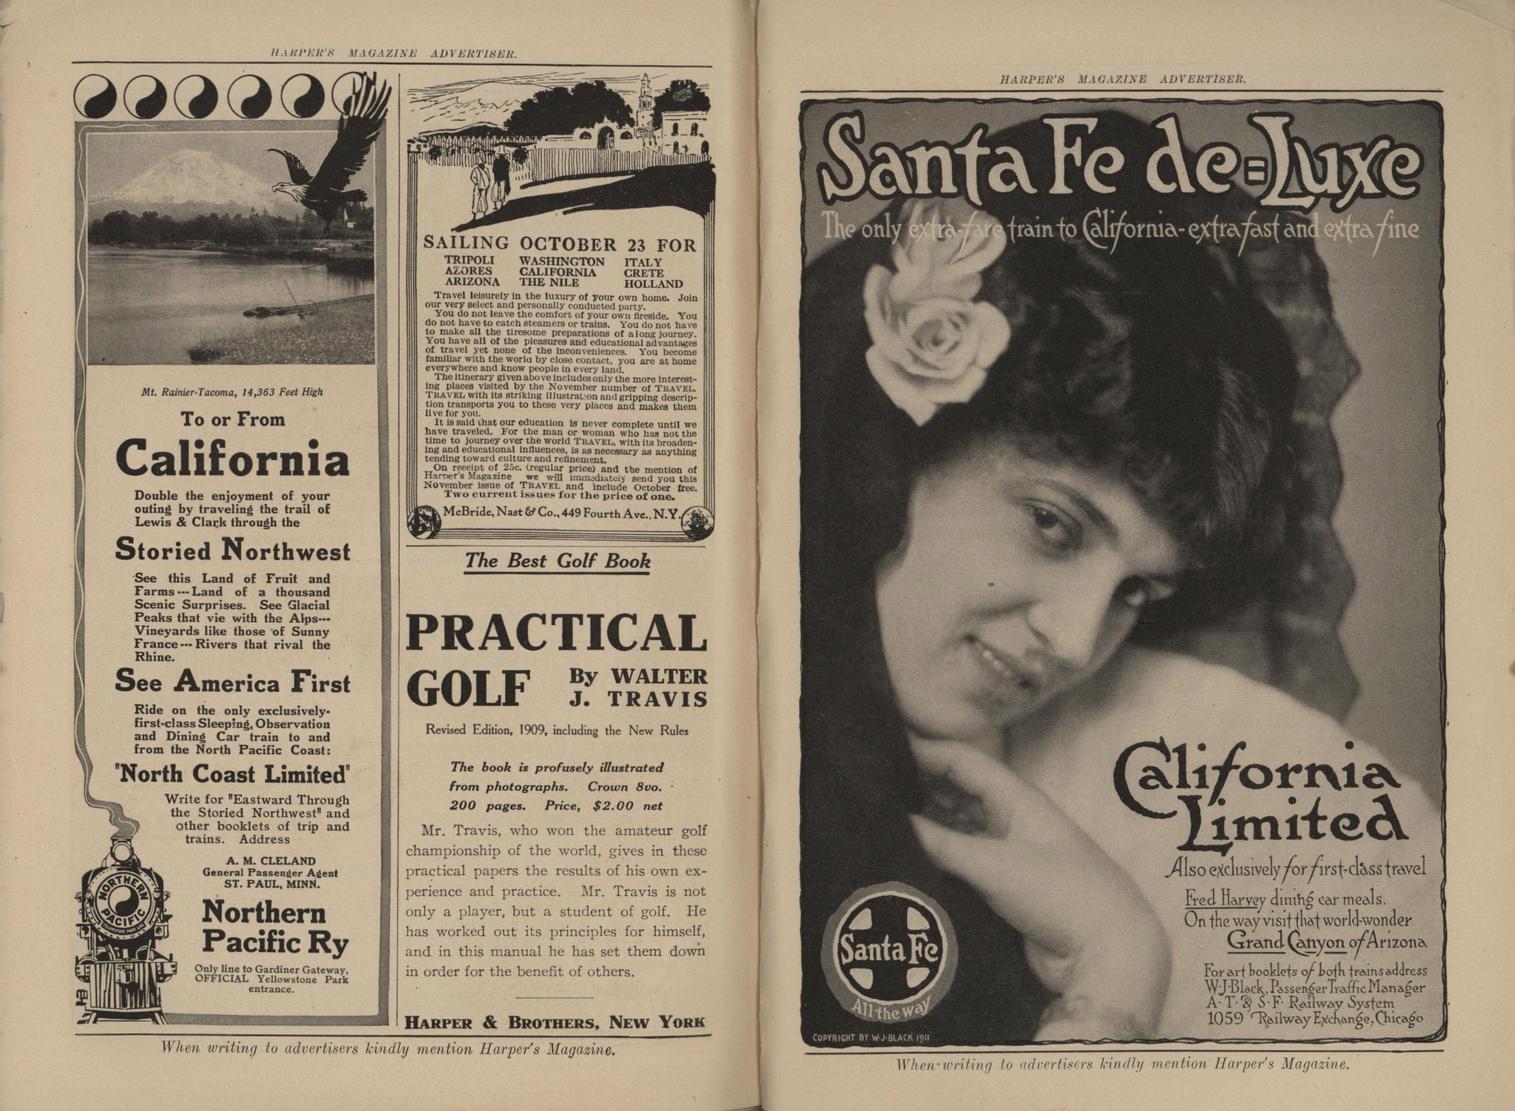 HARPER'S MAGAZINE ADVERTISER.
Mt. Rainier-Tacoma, 14,363 Feet High
To or From
California
Double the enjoyment of your
outing by traveling the trail of
Lewis & Clark through the
Storied Northwest
See this Land of Fruit and
Farms---Land of a thousand
Scenic Surprises. See Glacial
Peaks that vie with the Alps---
Vineyards like those of Sunny
France---Rivers that rival the
Rhine.
See America First
Ride on the only exclusively-
first-class Sleeping, Observation
and Dining Car train to and
from the North Pacific Coast:
"North Coast Limited"
Write for "Eastward Through
the Storied Northwest" and
other booklets of trip and
trains. Address
A. M. CLELAND
General Passenger Agent
ST. PAUL, MINN.
NORTHERN
PACIFIC
Northern
Pacific Ry
Only line to Gardiner Gateway,
OFFICIAL Yellowstone Park
entrance.
SAILING OCTOBER 23 FOR
TRIPOLI WASHINGTON ITALY
AZORES CALIFORNIA CRETE
ARIZONA THE NILE HOLLAND
Travel leisurely in the luxury of your own home. Join
our very select and personally conducted party.
You do not leave the comfort of your own fireside. You
do not have to catch steamers or trains. You do not have
to make all the tiresome preparations of a long journey.
You have all of the pleasures and educational advantages
of travel yet none of the inconveniences. You become
familiar with the world by close contact, you are at home
everywhere and know people in every land.
The itinerary given above includes only the more interest-
ing places visited by the November number of TRAVEL.
TRAVEL with its striking illustration and gripping descrip-
tion transports you to these very places and makes them
live for you.
It is said that our education is never complete until we
have traveled. For the man or woman who has not the
time to journey over the world TRAVEL, with its broaden-
ing and educational influences, is as necessary as anything
tending toward culture and refinement.
On receipt of 25c. (regular price) and the mention of
Harper's Magazine we will immediately send you this
November issue of TRAVEL and include October free.
Two current issues for the price of one.
McBride, Nast & Co., 449 Fourth Ave., N.Y.
The Best Golf Book
PRACTICAL
GOLF By WALTER
J. TRAVIS
Revised Edition, 1909, including the New Rules
The book is profusely illustrated
from photographs. Crown 8vo.
200 pages. Price, $2.00 net
Mr. Travis, who won the amateur golf
championship of the world, gives in these
practical papers the results of his own ex-
perience and practice. Mr. Travis is not
only a player, but a student of golf. He
has worked out its principles for himself,
and in this manual he has set them down
in order for the benefit of others.
HARPER & BROTHERS, NEW YORK
When writing to advertisers kindly mention Harper's Magazine.
HARPER'S MAGAZINE ADVERTISER.
Santa Fe de=Luxe
The only extra-fare train to California-extra fast and extra fine
California
Limited
Also exclusively for first-class travel
Fred Harvey dining car meals.
On the way visit that world-wonder
Grand Canyon of Arizona
For art booklets of both trains address
W·J·Black, Passenger Traffic Manager
A·T·& S·F· Railway System
1059 Railway Exchange, Chicago
Santa Fe
All the way
COPYRIGHT BY W·J·BLACK 1911
When writing to advertisers kindly mention Harper's Magazine.